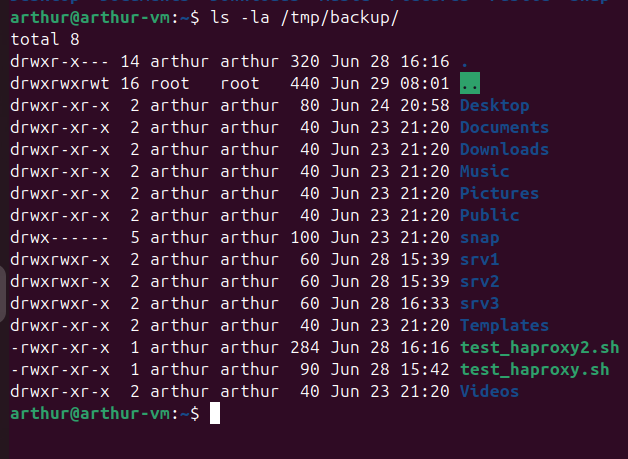 arthur@arthur-vm:~$ ls -la /tmp/backup/
total 8
drwxr-x--- 14 arthur arthur 320 Jun 28 16:16 .
drwxrwxrwt 16 root   root   440 Jun 29 08:01 ..
drwxr-xr-x  2 arthur arthur  80 Jun 24 20:58 Desktop
drwxr-xr-x  2 arthur arthur  40 Jun 23 21:20 Documents
drwxr-xr-x  2 arthur arthur  40 Jun 23 21:20 Downloads
drwxr-xr-x  2 arthur arthur  40 Jun 23 21:20 Music
drwxr-xr-x  2 arthur arthur  40 Jun 23 21:20 Pictures
drwxr-xr-x  2 arthur arthur  40 Jun 23 21:20 Public
drwx------  5 arthur arthur 100 Jun 23 21:20 snap
drwxrwxr-x  2 arthur arthur  60 Jun 28 15:39 srv1
drwxrwxr-x  2 arthur arthur  60 Jun 28 15:39 srv2
drwxrwxr-x  2 arthur arthur  60 Jun 28 16:33 srv3
drwxr-xr-x  2 arthur arthur  40 Jun 23 21:20 Templates
-rwxr-xr-x  1 arthur arthur 284 Jun 28 16:16 test_haproxy2.sh
-rwxr-xr-x  1 arthur arthur  90 Jun 28 15:42 test_haproxy.sh
drwxr-xr-x  2 arthur arthur  40 Jun 23 21:20 Videos
arthur@arthur-vm:~$